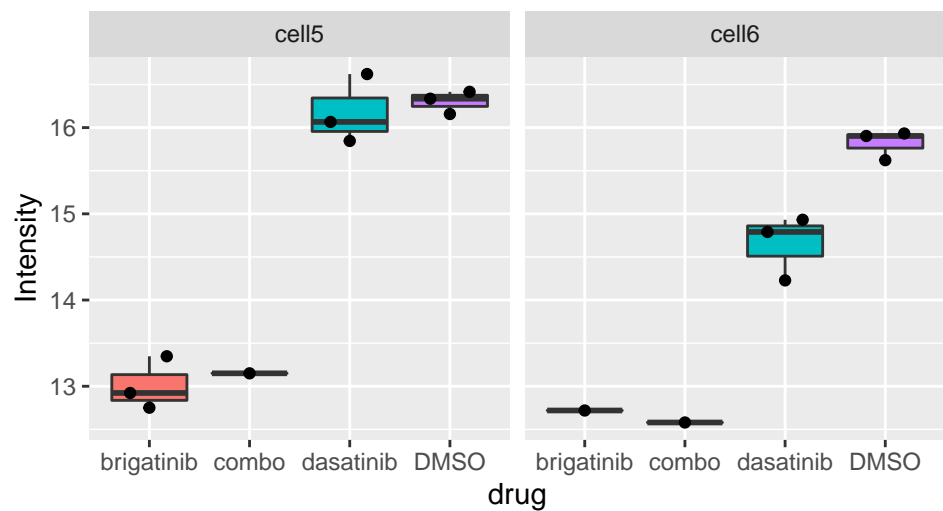 cell5 cell6
16
15
14
13
Intensity
brigatinib combo dasatinib DMSO brigatinib combo dasatinib DMSO
drug